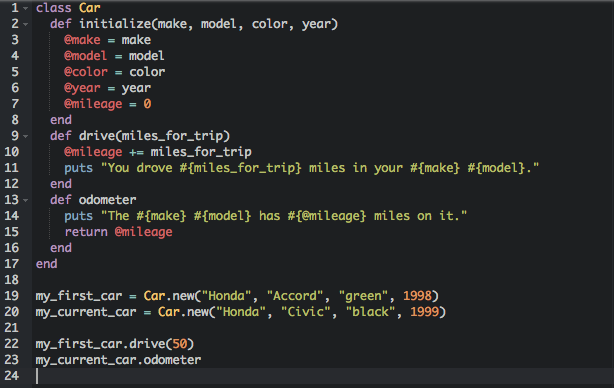 1 class Car
2   def initialize(make, model, color, year)
3     @make = make
4     @model = model
5     @color = color
6     @year = year
7     @mileage = 0
8   end
9   def drive(miles_for_trip)
10     @mileage += miles_for_trip
11     puts "You drove #{miles_for_trip} miles in your #{make} #{model}."
12   end
13   def odometer
14     puts "The #{make} #{model} has #{@mileage} miles on it."
15     return @mileage
16   end
17 end
18
19 my_first_car = Car.new("Honda", "Accord", "green", 1998)
20 my_current_car = Car.new("Honda", "Civic", "black", 1999)
21
22 my_first_car.drive(50)
23 my_current_car.odometer
24